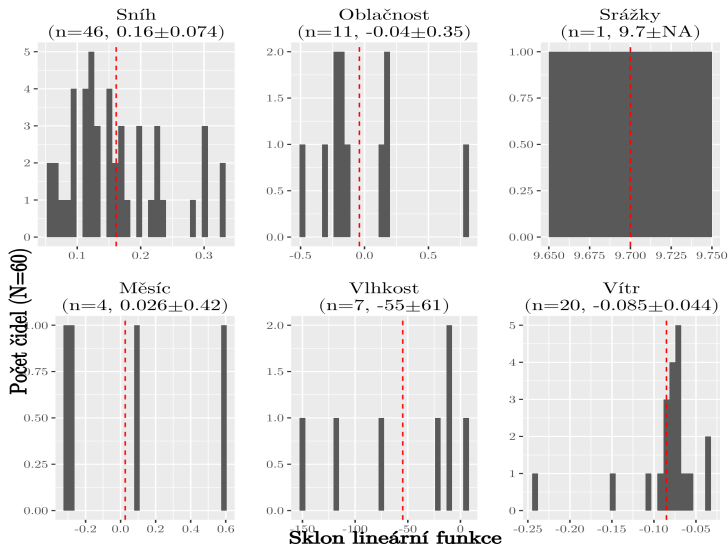 Sníh
(n=46, 0.16±0.074)
Oblačnost
(n=11, -0.04±0.35)
Srážky
(n=1, 9.7±NA)
5
4
3
2
1
0
0.1 0.2 0.3
2.0
1.5
1.0
0.5
0.0
-0.5 0.0 0.5
1.00
0.75
0.50
0.25
0.00
9.650 9.675 9.700 9.725 9.750
Počet čidel (N=60)
Měsíc
(n=4, 0.026±0.42)
Vlhkost
(n=7, -55±61)
Vítr
(n=20, -0.085±0.044)
1.00
0.75
0.50
0.25
0.00
-0.2 0.0 0.2 0.4 0.6
2.0
1.5
1.0
0.5
0.0
-150 -100 -50 0
5
4
3
2
1
0
-0.25 -0.20 -0.15 -0.10 -0.05
Sklon lineární funkce